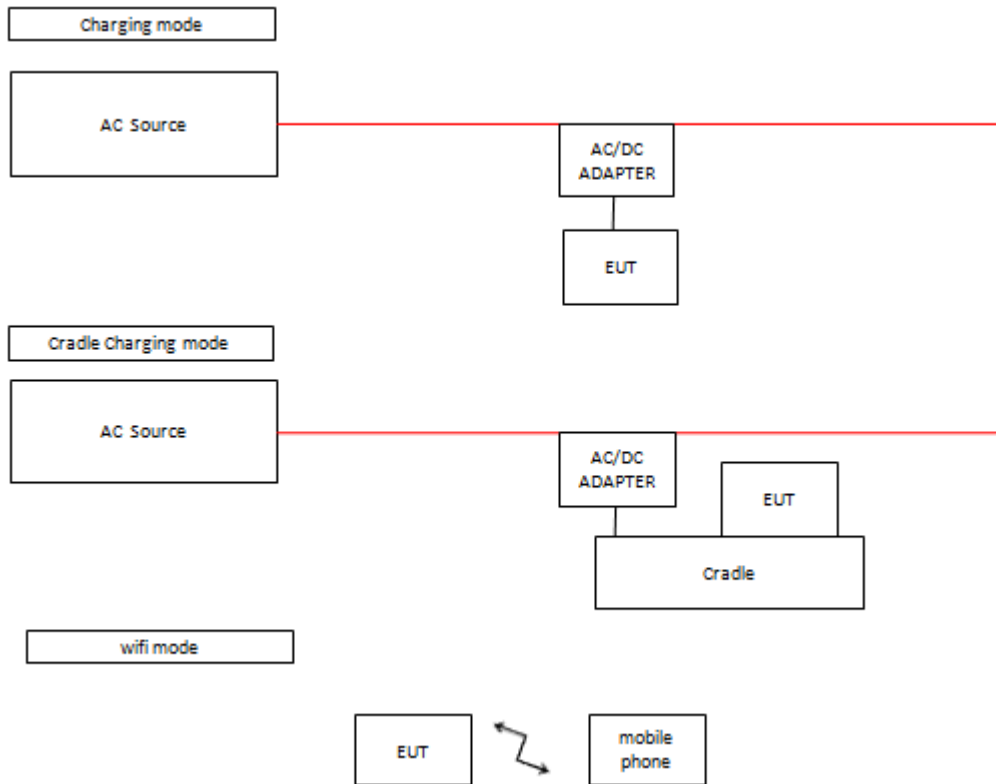 Charging mode
AC Source
AC/DC
ADAPTER
EUT
Cradle Charging mode
AC Source
AC/DC
ADAPTER
EUT
Cradle
wifi mode
EUT
mobile
phone